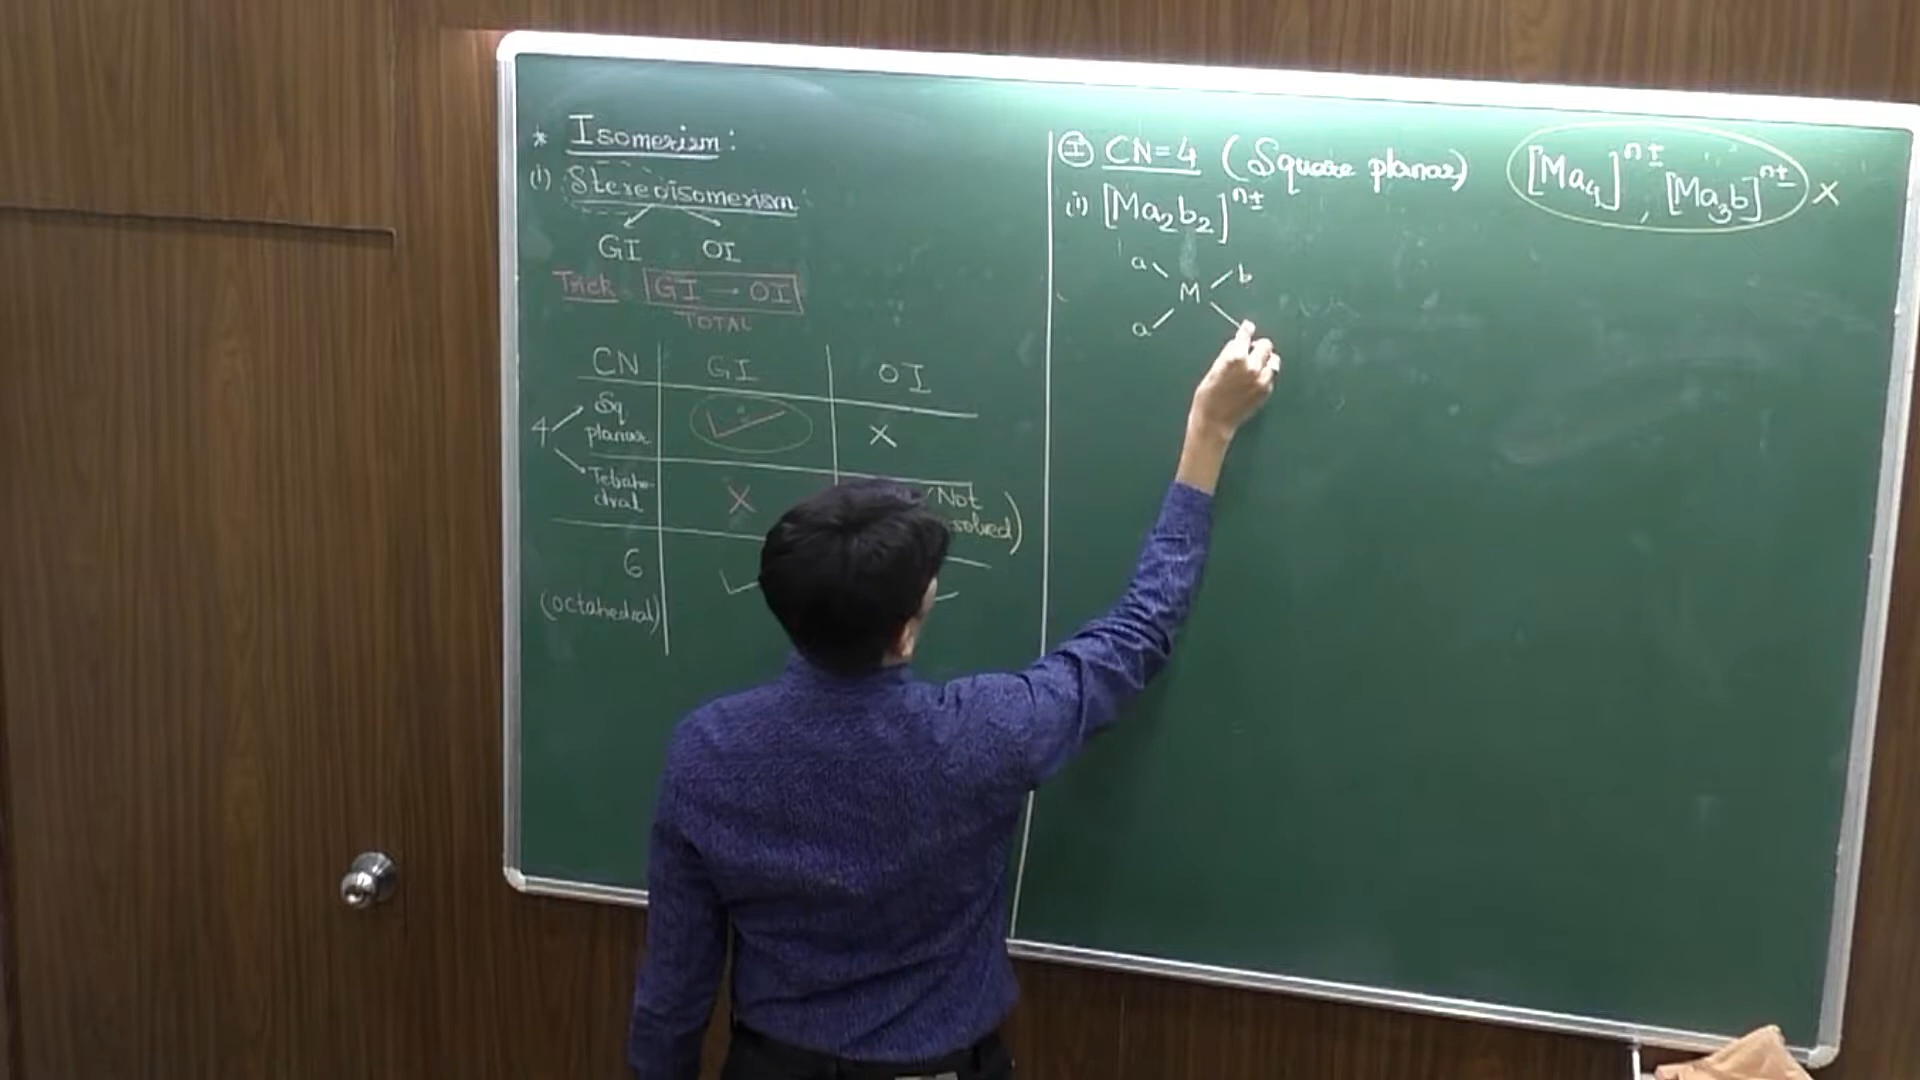 * Isomerism:
(i) Stereoisomerism:
GI OI
Trick GI → OI
TOTAL
CN GI OI
4 Sq planar ✓ X
Tetrahedral X (Not solved)
6 (octahedral) ✓
I CN=4 (Square planar) [Ma₄]ⁿ±, [Ma₃b]ⁿ± X
(i) [Ma₂b₂]ⁿ±
a b
M
a